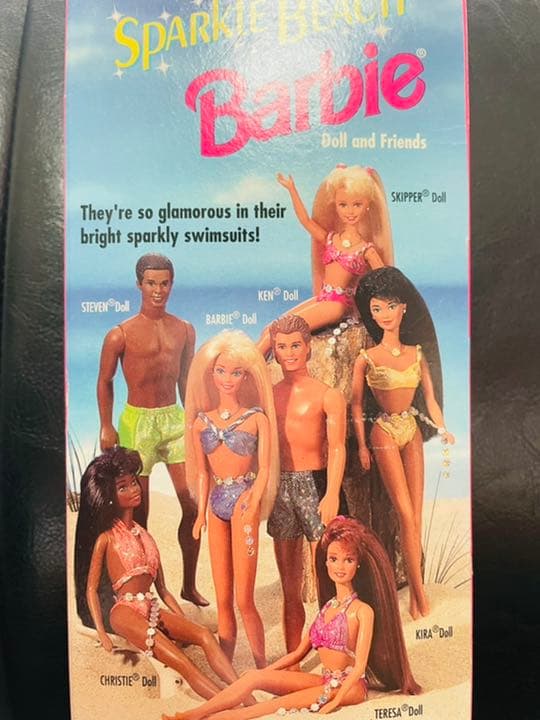 SPARKLE BEACH
Barbie®
Doll and Friends
SKIPPER® Doll
They're so glamorous in their
bright sparkly swimsuits!
KEN® Doll
STEVEN® Doll
BARBIE® Doll
KIRA® Doll
CHRISTIE® Doll
TERESA® Doll